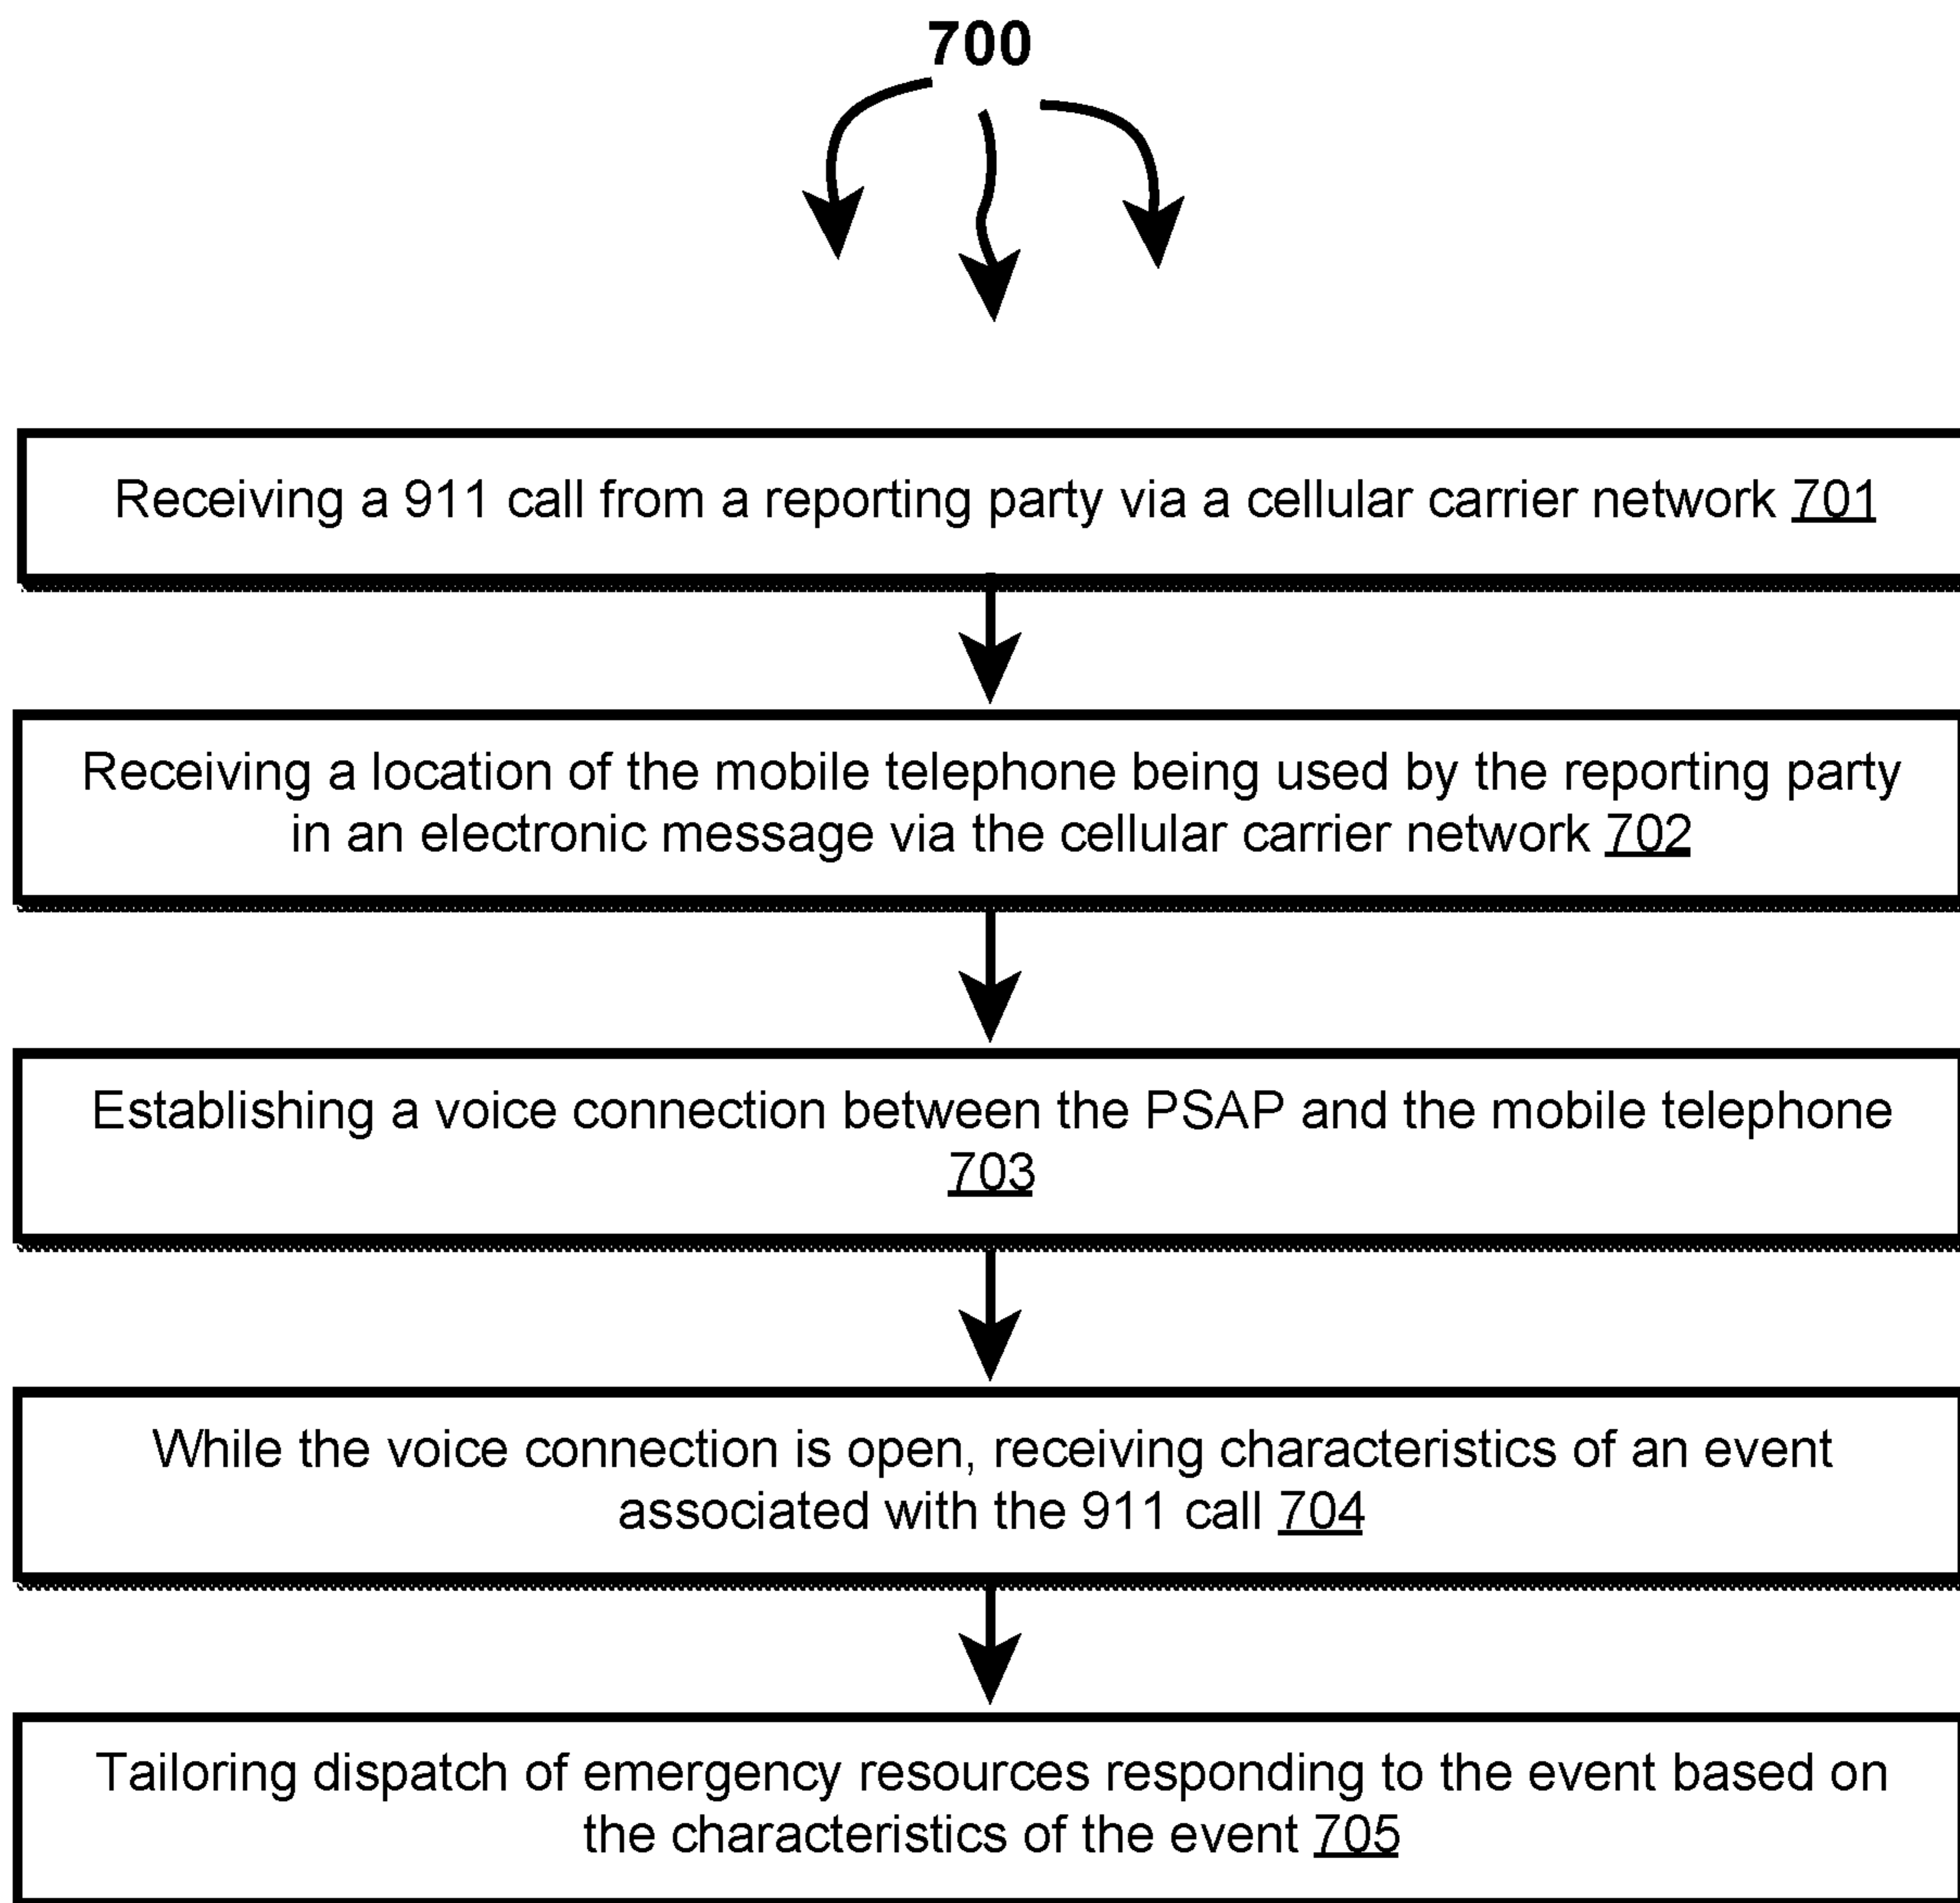 700
Receiving a 911 call from a reporting party via a cellular carrier network 701
Receiving a location of the mobile telephone being used by the reporting party
in an electronic message via the cellular carrier network 702
Establishing a voice connection between the PSAP and the mobile telephone
703
While the voice connection is open, receiving characteristics of an event
associated with the 911 call 704
Tailoring dispatch of emergency resources responding to the event based on
the characteristics of the event 705